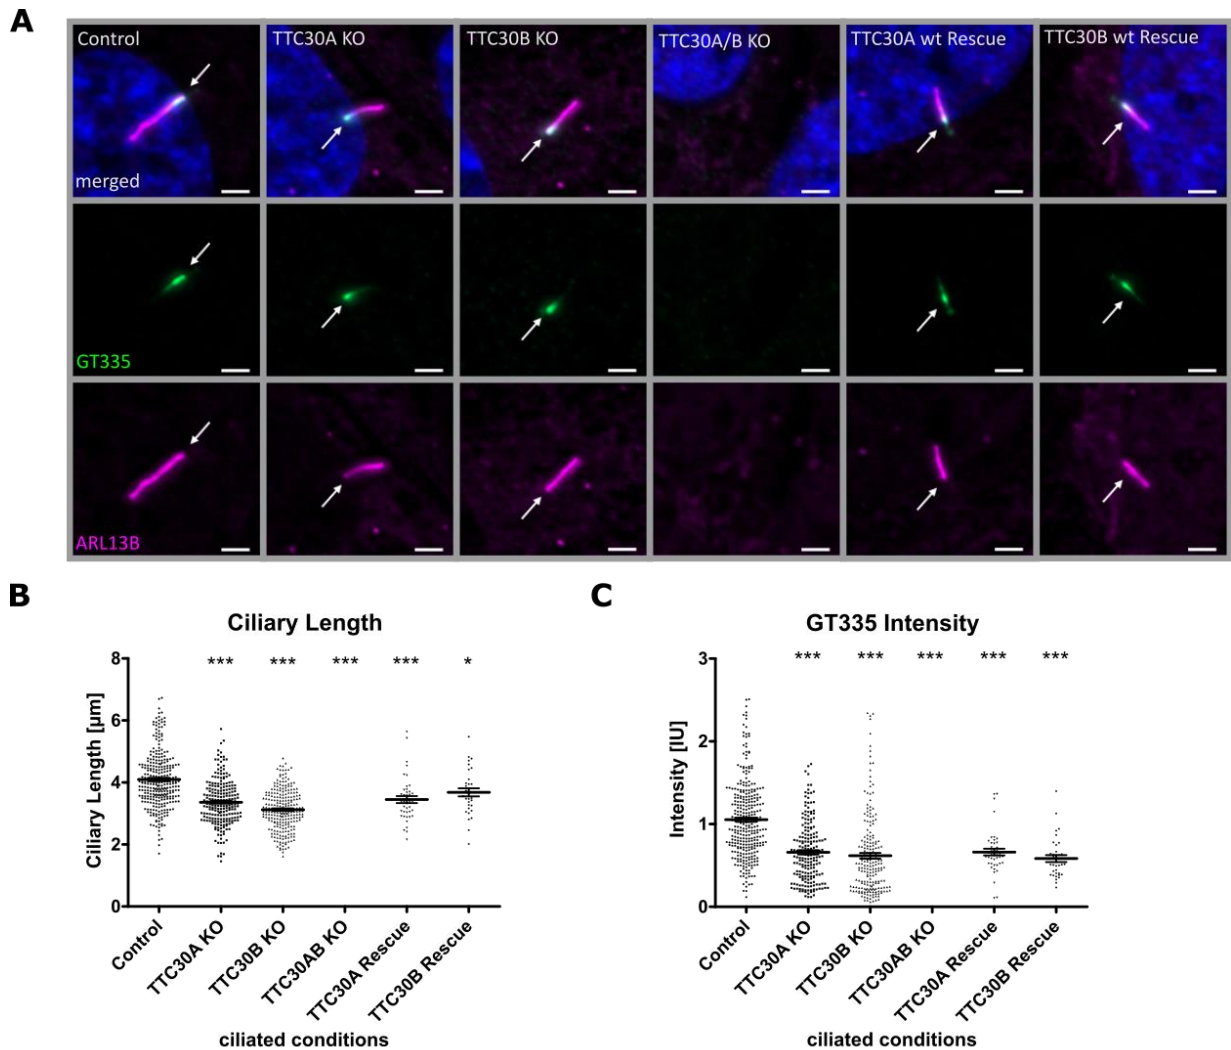 A
Control
TTC30A KO
TTC30B KO
TTC30A/B KO
TTC30A wt Rescue
TTC30B wt Rescue
merged
GT335
ARL13B
B
Ciliary Length
*** *** *** *** *
Ciliary Length [µm]
8
6
4
2
0
Control
TTC30A KO
TTC30B KO
TTC30AB KO
TTC30A Rescue
TTC30B Rescue
ciliated conditions
C
GT335 Intensity
*** *** *** *** ***
Intensity [IU]
3
2
1
0
Control
TTC30A KO
TTC30B KO
TTC30AB KO
TTC30A Rescue
TTC30B Rescue
ciliated conditions